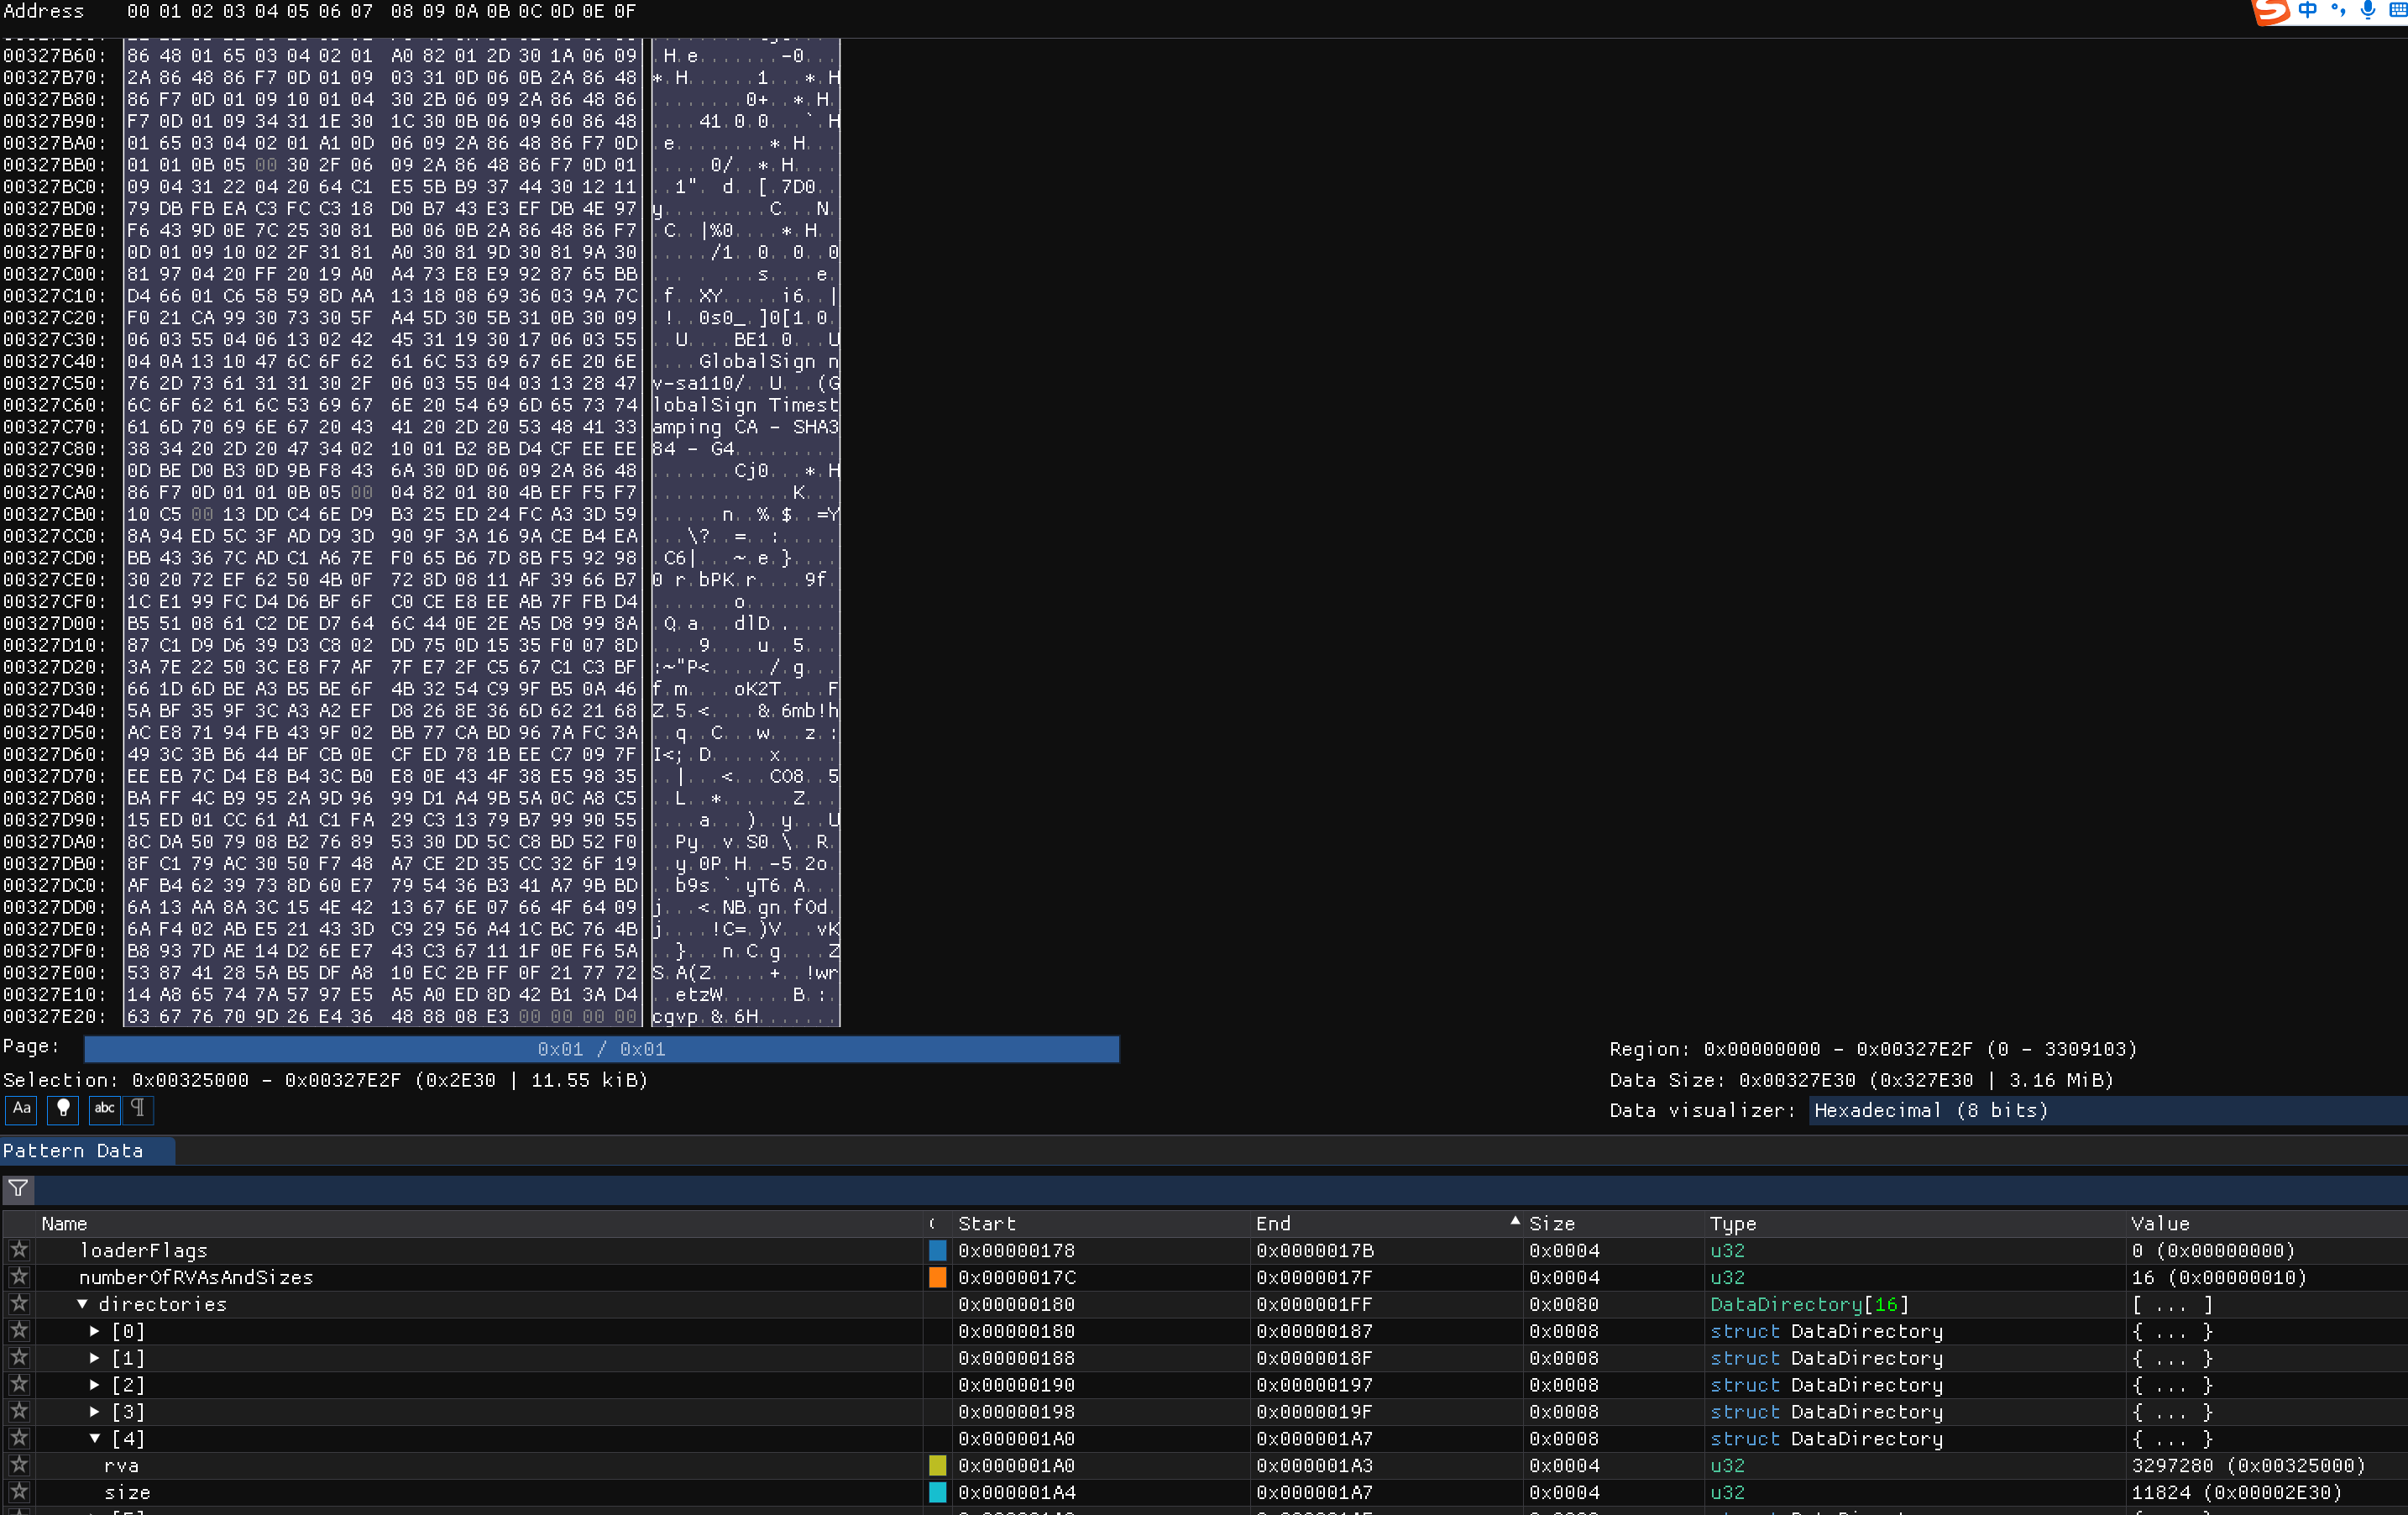 Address 00 01 02 03 04 05 06 07 08 09 0A 0B 0C 0D 0E 0F
中
00327B60: 86 48 01 65 03 04 02 01 A0 82 01 2D 30 1A 06 09 .H.e.......-0...
00327B70: 2A 86 48 86 F7 0D 01 09 03 31 0D 06 0B 2A 86 48 *.H......1...*.H
00327B80: 86 F7 0D 01 09 10 01 04 30 2B 06 09 2A 86 48 86 ........0+..*.H.
00327B90: F7 0D 01 09 34 31 1E 30 1C 30 0B 06 09 60 86 48 ....41.0.0...`.H
00327BA0: 01 65 03 04 02 01 A1 0D 06 09 2A 86 48 86 F7 0D .e........*.H...
00327BB0: 01 01 0B 05 00 30 2F 06 09 2A 86 48 86 F7 0D 01 .....0/..*.H....
00327BC0: 09 04 31 22 04 20 64 C1 E5 5B B9 37 44 30 12 11 ..1". d..[.7D0..
00327BD0: 79 DB FB EA C3 FC C3 18 D0 B7 43 E3 EF DB 4E 97 y.........C...N.
00327BE0: F6 43 9D 0E 7C 25 30 81 B0 06 0B 2A 86 48 86 F7 .C..|%0....*.H..
00327BF0: 0D 01 09 10 02 2F 31 81 A0 30 81 9D 30 81 9A 30 ...../1..0..0..0
00327C00: 81 97 04 20 FF 20 19 A0 A4 73 E8 E9 92 87 65 BB ... . ...s....e.
00327C10: D4 66 01 C6 58 59 8D AA 13 18 08 69 36 03 9A 7C .f..XY.....i6..|
00327C20: F0 21 CA 99 30 73 30 5F A4 5D 30 5B 31 0B 30 09 .!..0s0_.]0[1.0.
00327C30: 06 03 55 04 06 13 02 42 45 31 19 30 17 06 03 55 ..U....BE1.0...U
00327C40: 04 0A 13 10 47 6C 6F 62 61 6C 53 69 67 6E 20 6E ....GlobalSign n
00327C50: 76 2D 73 61 31 31 30 2F 06 03 55 04 03 13 28 47 v-sa110/..U...(G
00327C60: 6C 6F 62 61 6C 53 69 67 6E 20 54 69 6D 65 73 74 lobalSign Timest
00327C70: 61 6D 70 69 6E 67 20 43 41 20 2D 20 53 48 41 33 amping CA - SHA3
00327C80: 38 34 20 2D 20 47 34 02 10 01 B2 8B D4 CF EE EE 84 - G4.........
00327C90: 0D BE D0 B3 0D 9B F8 43 6A 30 0D 06 09 2A 86 48 .......Cj0...*.H
00327CA0: 86 F7 0D 01 01 0B 05 00 04 82 01 80 4B EF F5 F7 ............K...
00327CB0: 10 C5 00 13 DD C4 6E D9 B3 25 ED 24 FC A3 3D 59 ......n..%.$..=Y
00327CC0: 8A 94 ED 5C 3F AD D9 3D 90 9F 3A 16 9A CE B4 EA ...\?..=..:.....
00327CD0: BB 43 36 7C AD C1 A6 7E F0 65 B6 7D 8B F5 92 98 .C6|...~.e.}....
00327CE0: 30 20 72 EF 62 50 4B 0F 72 8D 08 11 AF 39 66 B7 0 r.bPK.r....9f.
00327CF0: 1C E1 99 FC D4 D6 BF 6F C0 CE E8 EE AB 7F FB D4 .......o........
00327D00: B5 51 08 61 C2 DE D7 64 6C 44 0E 2E A5 D8 99 8A .Q.a...dlD......
00327D10: 87 C1 D9 D6 39 D3 C8 02 DD 75 0D 15 35 F0 07 8D ....9....u..5...
00327D20: 3A 7E 22 50 3C E8 F7 AF 7F E7 2F C5 67 C1 C3 BF :~"P<...../.g...
00327D30: 66 1D 6D BE A3 B5 BE 6F 4B 32 54 C9 9F B5 0A 46 f.m....oK2T....F
00327D40: 5A BF 35 9F 3C A3 A2 EF D8 26 8E 36 6D 62 21 68 Z.5.<....&.6mb!h
00327D50: AC E8 71 94 FB 43 9F 02 BB 77 CA BD 96 7A FC 3A ..q..C...w...z.:
00327D60: 49 3C 3B B6 44 BF CB 0E CF ED 78 1B EE C7 09 7F I<;.D.....x.....
00327D70: EE EB 7C D4 E8 B4 3C B0 E8 0E 43 4F 38 E5 98 35 ..|...<...CO8..5
00327D80: BA FF 4C B9 95 2A 9D 96 99 D1 A4 9B 5A 0C A8 C5 ..L..*......Z...
00327D90: 15 ED 01 CC 61 A1 C1 FA 29 C3 13 79 B7 99 90 55 ....a...)..y...U
00327DA0: 8C DA 50 79 08 B2 76 89 53 30 DD 5C C8 BD 52 F0 ..Py..v.S0.\..R.
00327DB0: 8F C1 79 AC 30 50 F7 48 A7 CE 2D 35 CC 32 6F 19 ..y.0P.H..-5.2o.
00327DC0: AF B4 62 39 73 8D 60 E7 79 54 36 B3 41 A7 9B BD ..b9s.`.yT6.A...
00327DD0: 6A 13 AA 8A 3C 15 4E 42 13 67 6E 07 66 4F 64 09 j...<.NB.gn.fOd.
00327DE0: 6A F4 02 AB E5 21 43 3D C9 29 56 A4 1C BC 76 4B j....!C=.)V...vK
00327DF0: B8 93 7D AE 14 D2 6E E7 43 C3 67 11 1F 0E F6 5A ..}...n.C.g....Z
00327E00: 53 87 41 28 5A B5 DF A8 10 EC 2B FF 0F 21 77 72 S.A(Z.....+..!wr
00327E10: 14 A8 65 74 7A 57 97 E5 A5 A0 ED 8D 42 B1 3A D4 ..etzW......B.:.
00327E20: 63 67 76 70 9D 26 E4 36 48 88 08 E3 00 00 00 00 cgvp.&.6H.......
Page: 0x01 / 0x01
Region: 0x00000000 - 0x00327E2F (0 - 3309103)
Selection: 0x00325000 - 0x00327E2F (0x2E30 | 11.55 kiB)
Data Size: 0x00327E30 (0x327E30 | 3.16 MiB)
Aa abc ¶
Data visualizer: Hexadecimal (8 bits)
Pattern Data
Name ( Start End Size Type Value
loaderFlags 0x00000178 0x0000017B 0x0004 u32 0 (0x00000000)
numberOfRVAsAndSizes 0x0000017C 0x0000017F 0x0004 u32 16 (0x00000010)
directories 0x00000180 0x000001FF 0x0080 DataDirectory[16] [ ... ]
[0] 0x00000180 0x00000187 0x0008 struct DataDirectory { ... }
[1] 0x00000188 0x0000018F 0x0008 struct DataDirectory { ... }
[2] 0x00000190 0x00000197 0x0008 struct DataDirectory { ... }
[3] 0x00000198 0x0000019F 0x0008 struct DataDirectory { ... }
[4] 0x000001A0 0x000001A7 0x0008 struct DataDirectory { ... }
rva 0x000001A0 0x000001A3 0x0004 u32 3297280 (0x00325000)
size 0x000001A4 0x000001A7 0x0004 u32 11824 (0x00002E30)